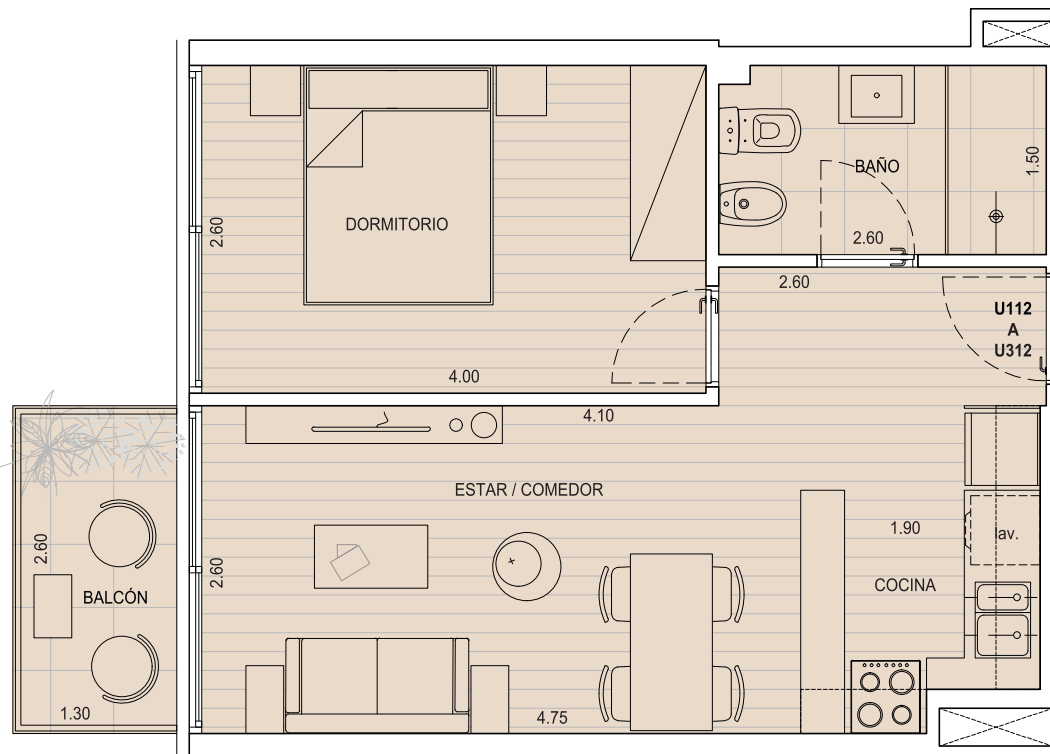 1.50
BAÑO
2.60
DORMITORIO
2.60
2.60
U112
A
U312
4.00
4.10
ESTAR / COMEDOR
1.90
lav.
2.60
2.60
COCINA
BALCÓN
1.30
4.75